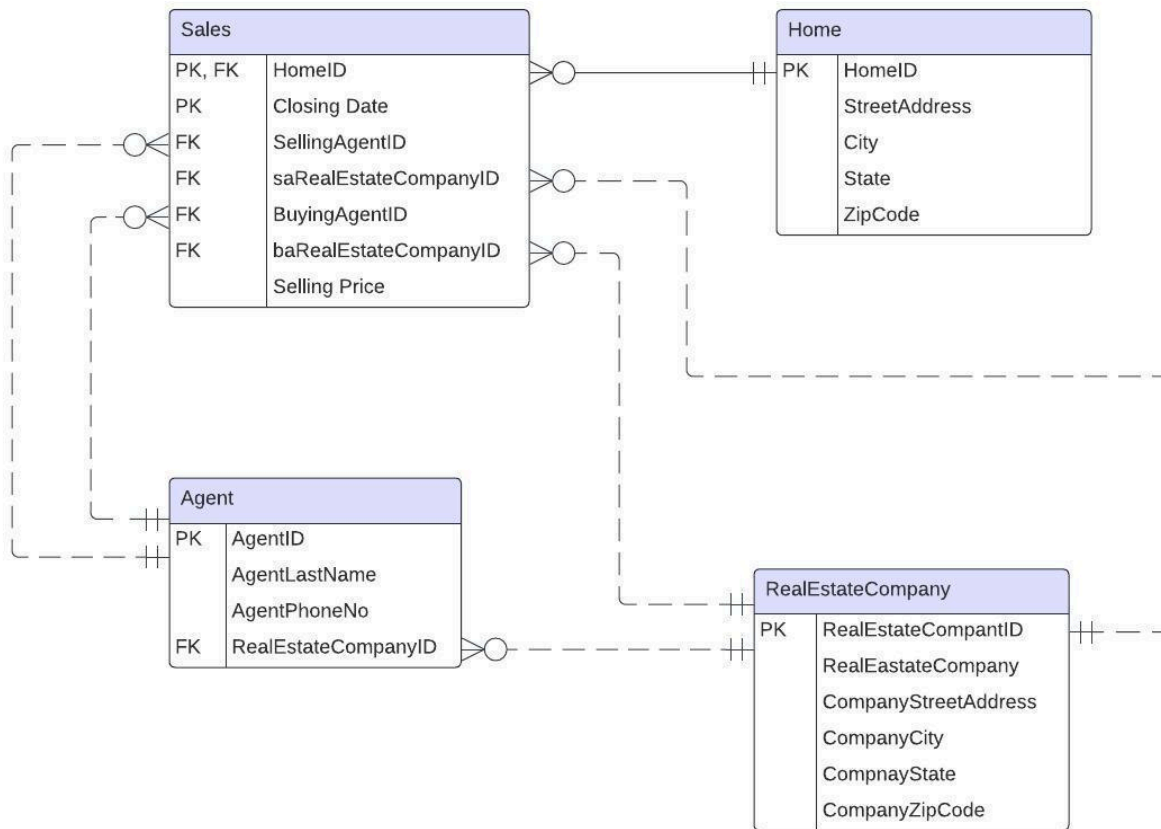 Sales
PK, FK HomeID
PK Closing Date
FK SellingAgentID
FK saRealEstateCompanyID
FK BuyingAgentID
FK baRealEstateCompanyID
Selling Price
Home
PK HomeID
StreetAddress
City
State
ZipCode
Agent
PK AgentID
AgentLastName
AgentPhoneNo
FK RealEstateCompanyID
RealEstateCompany
PK RealEstateCompantID
RealEastateCompany
CompanyStreetAddress
CompanyCity
CompnayState
CompanyZipCode